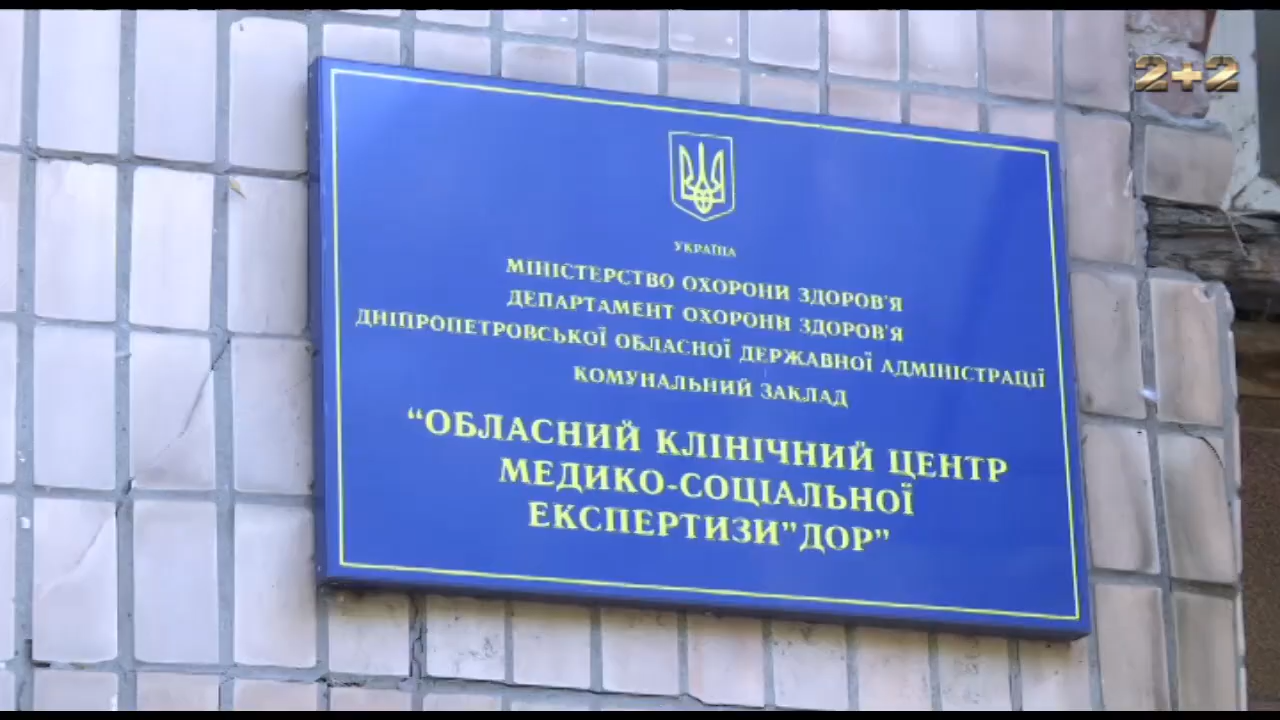 2+2
УКРАЇНА
МІНІСТЕРСТВО ОХОРОНИ ЗДОРОВ'Я
ДЕПАРТАМЕНТ ОХОРОНИ ЗДОРОВ'Я
ДНІПРОПЕТРОВСЬКОЇ ОБЛАСНОЇ ДЕРЖАВНОЇ АДМІНІСТРАЦІЇ
КОМУНАЛЬНИЙ ЗАКЛАД
“ОБЛАСНИЙ КЛІНІЧНИЙ ЦЕНТР
МЕДИКО-СОЦІАЛЬНОЇ
ЕКСПЕРТИЗИ"ДОР"